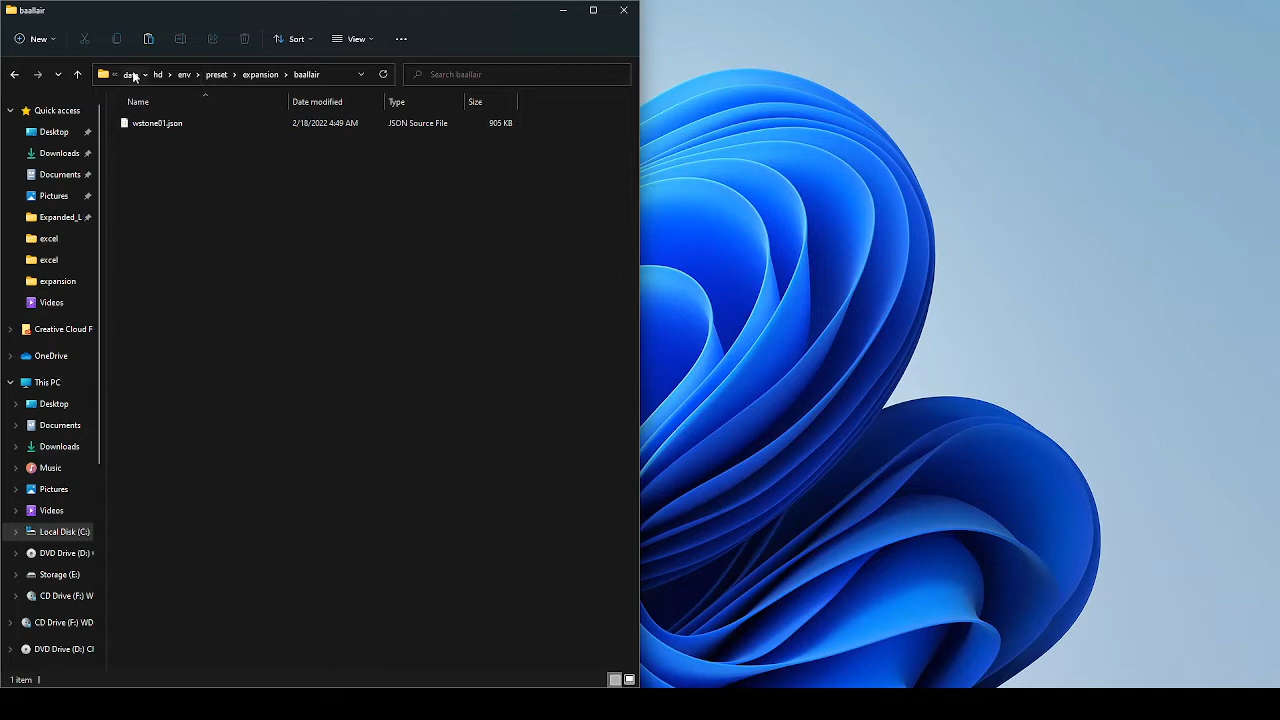 baallair
New
Sort
View
hd env preset expansion baallair
Search baallair
Name Date modified Type Size
wstone01.json 2/18/2022 4:49 AM JSON Source File 905 KB
Quick access
Desktop
Downloads
Documents
Pictures
Expanded_L
excel
excel
expansion
Videos
Creative Cloud F
OneDrive
This PC
Desktop
Documents
Downloads
Music
Pictures
Videos
Local Disk (C:)
DVD Drive (D:)
Storage (E:)
CD Drive (F:) W
CD Drive (F:) WD
DVD Drive (D:) Cl
1 item